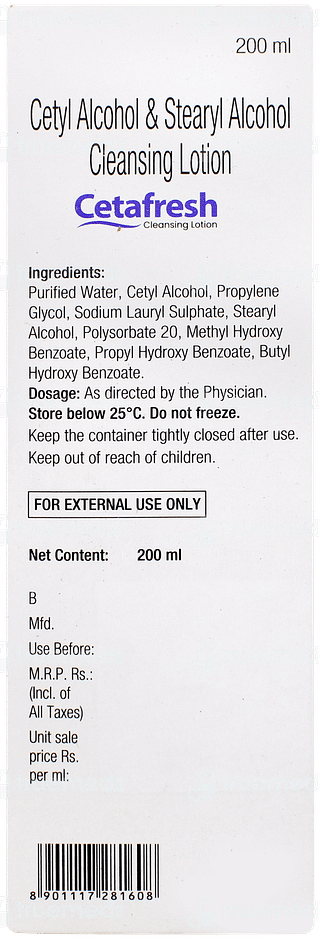 200 ml
Cetyl Alcohol & Stearyl Alcohol
Cleansing Lotion
Cetafresh
Cleansing Lotion
Ingredients:
Purified Water, Cetyl Alcohol, Propylene
Glycol, Sodium Lauryl Sulphate, Stearyl
Alcohol, Polysorbate 20, Methyl Hydroxy
Benzoate, Propyl Hydroxy Benzoate, Butyl
Hydroxy Benzoate.
Dosage: As directed by the Physician.
Store below 25°C. Do not freeze.
Keep the container tightly closed after use.
Keep out of reach of children.
FOR EXTERNAL USE ONLY
Net Content: 200 ml
B
Mfd.
Use Before:
M.R.P. Rs.:
(Incl. of
All Taxes)
Unit sale
price Rs.
per ml:
8 901117 281608